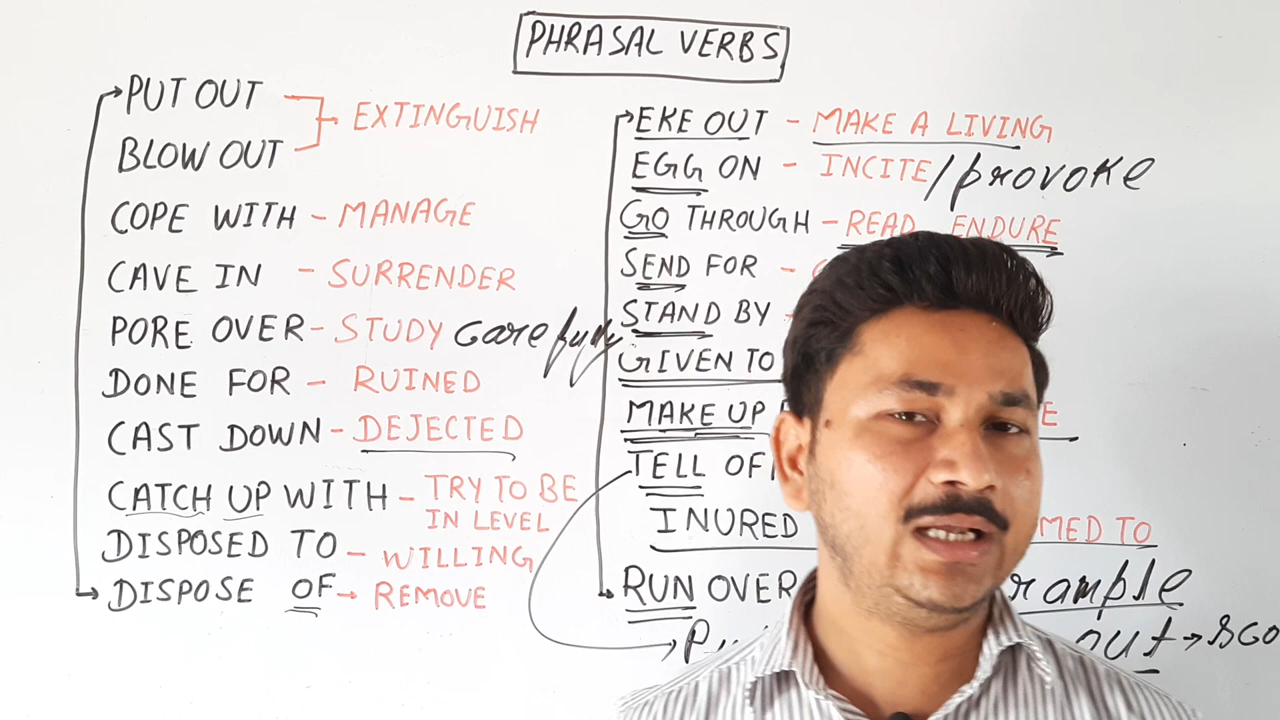 PHRASAL VERBS
PUT OUT
EXTINGUISH
BLOW OUT
COPE WITH - MANAGE
CAVE IN - SURRENDER
PORE OVER - STUDY carefully
DONE FOR - RUINED
CAST DOWN - DEJECTED
CATCH UP WITH - TRY TO BE
IN LEVEL
DISPOSED TO - WILLING
DISPOSE OF → REMOVE
EKE OUT - MAKE A LIVING
EGG ON - INCITE/provoke
GO THROUGH - READ ENDURE
SEND FOR -
STAND BY -
GIVEN TO
MAKE UP
TELL
INURED TO
RUN OVER
out →